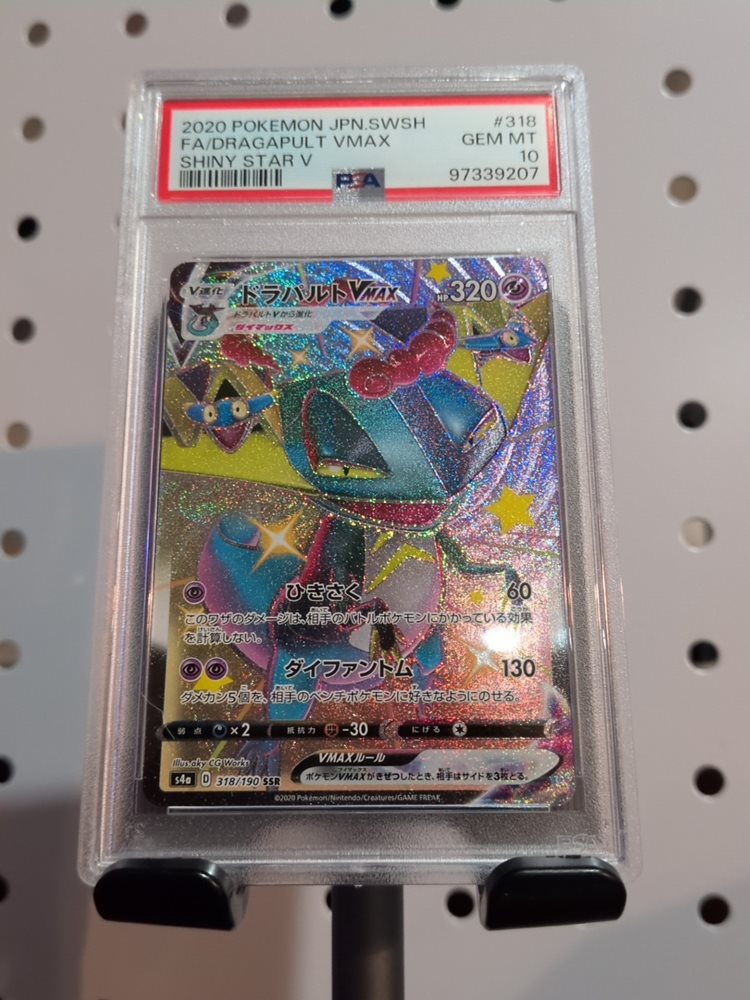 2020 POKEMON JPN.SWSH #318
FA/DRAGAPULT VMAX GEM MT
SHINY STAR V 10
PSA 97339207
V進化 ドラパルトVMAX HP320
ドラパルトVから進化
ダイマックス
ひきさく 60
このワザのダメージは、相手のバトルポケモンにかかっている効果
を計算しない。
ダイファントム 130
ダメカン5個を、相手のベンチポケモンに好きなようにのせる。
弱点 ×2 抵抗力 -30 にげる
Illus. aky CG Works
VMAXルール
ポケモンVMAXがきぜつしたとき、相手はサイドを3枚とる。
s4a D 318/190 SSR
©2020 Pokémon/Nintendo/Creatures/GAME FREAK